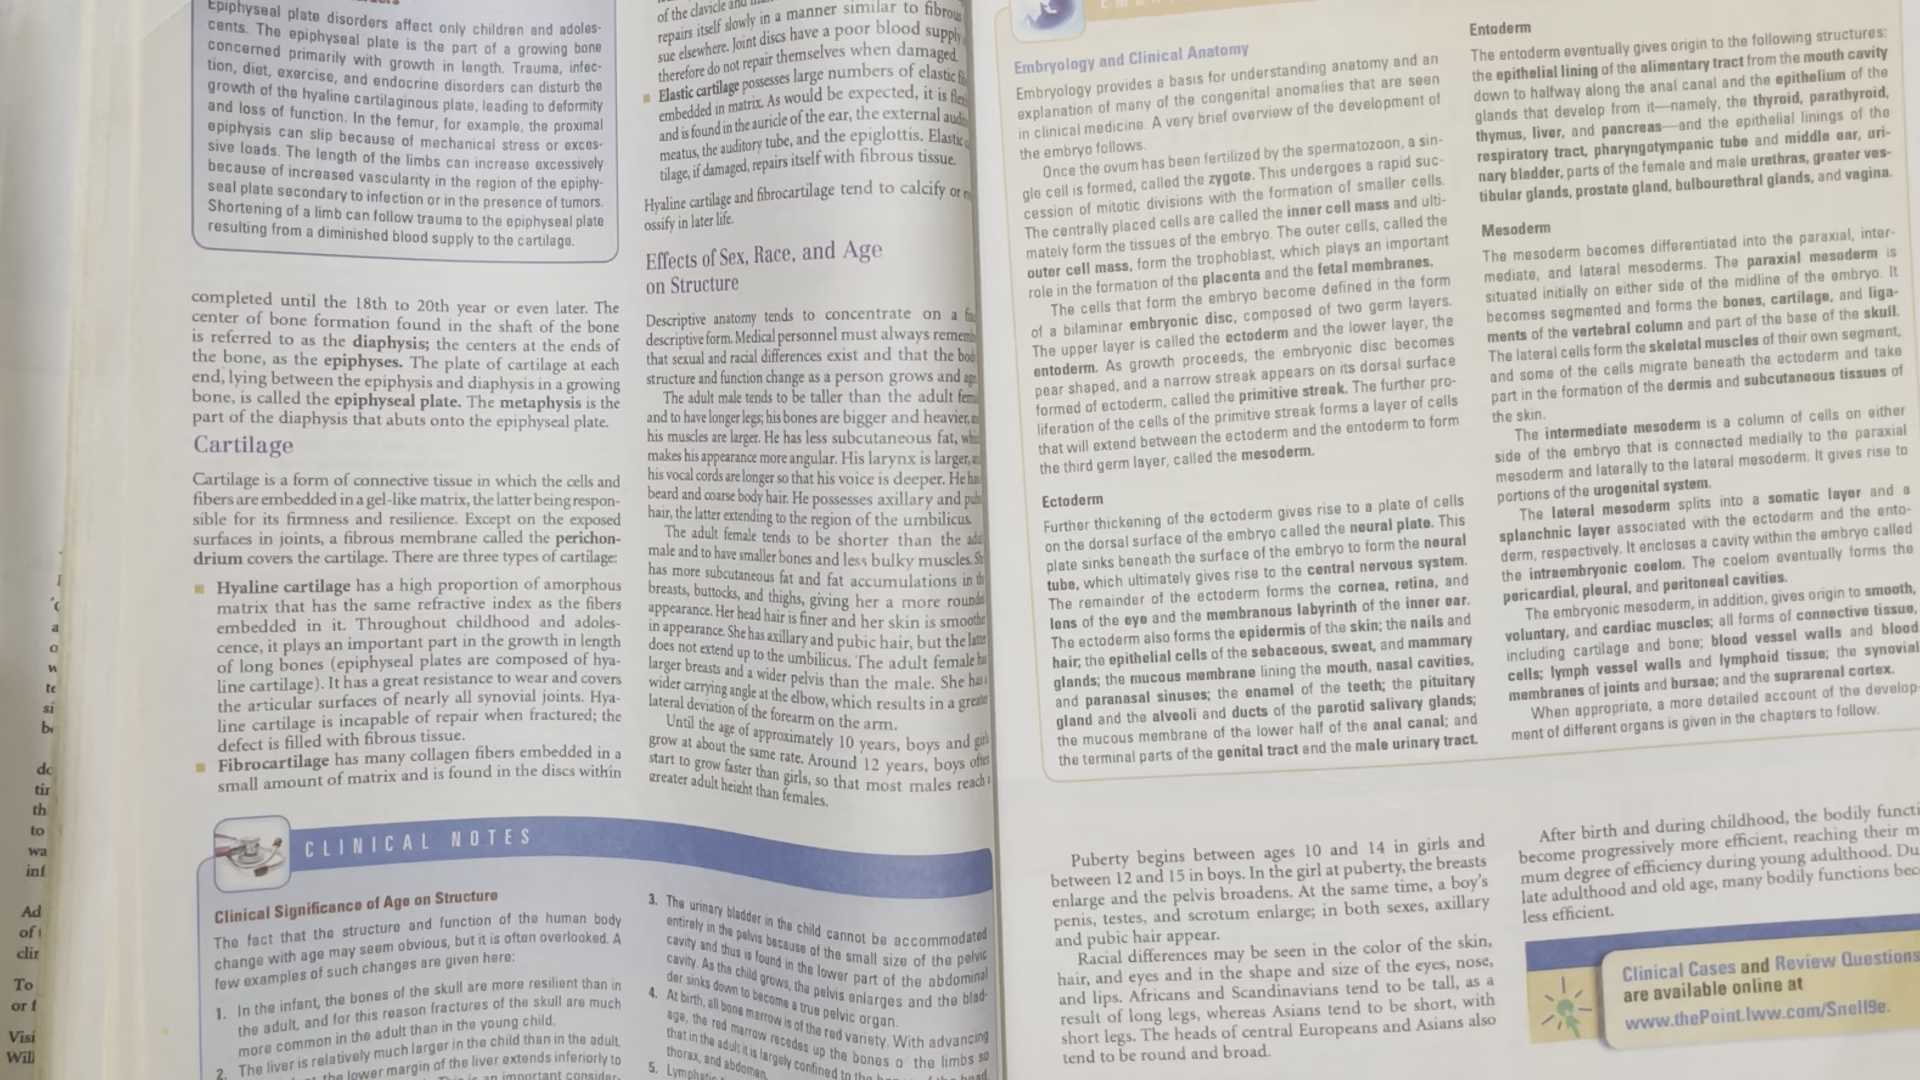 Epiphyseal plate disorders affect only children and adoles-
cents. The epiphyseal plate is the part of a growing bone
concerned primarily with growth in length. Trauma, infec-
tion, diet, exercise, and endocrine disorders can disturb the
growth of the hyaline cartilaginous plate, leading to deformity
and loss of function. In the femur, for example, the proximal
epiphysis can slip because of mechanical stress or exces-
sive loads. The length of the limbs can increase excessively
because of increased vascularity in the region of the epiphy-
seal plate secondary to infection or in the presence of tumors.
Shortening of a limb can follow trauma to the epiphyseal plate
resulting from a diminished blood supply to the cartilage.
completed until the 18th to 20th year or even later. The
center of bone formation found in the shaft of the bone
is referred to as the diaphysis; the centers at the ends of
the bone, as the epiphyses. The plate of cartilage at each
end, lying between the epiphysis and diaphysis in a growing
bone, is called the epiphyseal plate. The metaphysis is the
part of the diaphysis that abuts onto the epiphyseal plate.
Cartilage
Cartilage is a form of connective tissue in which the cells and
fibers are embedded in a gel-like matrix, the latter being respon-
sible for its firmness and resilience. Except on the exposed
surfaces in joints, a fibrous membrane called the perichon-
drium covers the cartilage. There are three types of cartilage:
Hyaline cartilage has a high proportion of amorphous
matrix that has the same refractive index as the fibers
embedded in it. Throughout childhood and adoles-
cence, it plays an important part in the growth in length
of long bones (epiphyseal plates are composed of hya-
line cartilage). It has a great resistance to wear and covers
the articular surfaces of nearly all synovial joints. Hya-
line cartilage is incapable of repair when fractured; the
defect is filled with fibrous tissue.
Fibrocartilage has many collagen fibers embedded in a
small amount of matrix and is found in the discs within
of the clavicle and
repairs itself slowly in a manner similar to fibrou
sue elsewhere. Joint discs have a poor blood supply
therefore do not repair themselves when damaged.
Elastic cartilage possesses large numbers of elastic
embedded in matrix. As would be expected, it is
and is found in the auricle of the ear, the external
meatus, the auditory tube, and the epiglottis. Elastic
tilage, if damaged, repairs itself with fibrous tissue.
Hyaline cartilage and fibrocartilage tend to calcify or
ossify in later life.
Effects of Sex, Race, and Age
on Structure
Descriptive anatomy tends to concentrate on a
descriptive form. Medical personnel must always rememb
that sexual and racial differences exist and that the bod
structure and function change as a person grows and
The adult male tends to be taller than the adult fem
and to have longer legs; his bones are bigger and heavier,
his muscles are larger. He has less subcutaneous fat, whi
makes his appearance more angular. His larynx is larger,
his vocal cords are longer so that his voice is deeper. He ha
beard and coarse body hair. He possesses axillary and pub
hair, the latter extending to the region of the umbilicus.
The adult female tends to be shorter than the adu
male and to have smaller bones and less bulky muscles. Sh
has more subcutaneous fat and fat accumulations in th
breasts, buttocks, and thighs, giving her a more rounde
appearance. Her head hair is finer and her skin is smoothe
in appearance. She has axillary and pubic hair, but the latte
does not extend up to the umbilicus. The adult female ha
larger breasts and a wider pelvis than the male. She has
wider carrying angle at the elbow, which results in a greate
lateral deviation of the forearm on the arm.
Until the age of approximately 10 years, boys and girls
grow at about the same rate. Around 12 years, boys often
start to grow faster than girls, so that most males reach
greater adult height than females.
CLINICAL NOTES
Clinical Significance of Age on Structure
The fact that the structure and function of the human body
change with age may seem obvious, but it is often overlooked. A
few examples of such changes are given here:
1. In the infant, the bones of the skull are more resilient than in
the adult, and for this reason fractures of the skull are much
more common in the adult than in the young child.
2. The liver is relatively much larger in the child than in the adult.
the lower margin of the liver extends inferiorly to
an important consider-
3. The urinary bladder in the child cannot be accommodated
entirely in the pelvis because of the small size of the pelvic
cavity and thus is found in the lower part of the abdominal
cavity. As the child grows, the pelvis enlarges and the blad-
der sinks down to become a true pelvic organ.
4. At birth, all bone marrow is of the red variety. With advancing
age, the red marrow recedes up the bones o the limbs so
that in the adult it is largely confined to the
thorax, and abdomen.
5. Lymphatic
Embryology and Clinical Anatomy
Embryology provides a basis for understanding anatomy and an
explanation of many of the congenital anomalies that are seen
in clinical medicine. A very brief overview of the development of
the embryo follows.
Once the ovum has been fertilized by the spermatozoon, a sin-
gle cell is formed, called the zygote. This undergoes a rapid suc-
cession of mitotic divisions with the formation of smaller cells.
The centrally placed cells are called the inner cell mass and ulti-
mately form the tissues of the embryo. The outer cells, called the
outer cell mass, form the trophoblast, which plays an important
role in the formation of the placenta and the fetal membranes.
The cells that form the embryo become defined in the form
of a bilaminar embryonic disc, composed of two germ layers.
The upper layer is called the ectoderm and the lower layer, the
entoderm. As growth proceeds, the embryonic disc becomes
pear shaped, and a narrow streak appears on its dorsal surface
formed of ectoderm, called the primitive streak. The further pro-
liferation of the cells of the primitive streak forms a layer of cells
that will extend between the ectoderm and the entoderm to form
the third germ layer, called the mesoderm.
Ectoderm
Further thickening of the ectoderm gives rise to a plate of cells
on the dorsal surface of the embryo called the neural plate. This
plate sinks beneath the surface of the embryo to form the neural
tube, which ultimately gives rise to the central nervous system.
The remainder of the ectoderm forms the cornea, retina, and
lens of the eye and the membranous labyrinth of the inner ear.
The ectoderm also forms the epidermis of the skin; the nails and
hair; the epithelial cells of the sebaceous, sweat, and mammary
glands; the mucous membrane lining the mouth, nasal cavities,
and paranasal sinuses; the enamel of the teeth; the pituitary
gland and the alveoli and ducts of the parotid salivary glands;
the mucous membrane of the lower half of the anal canal; and
the terminal parts of the genital tract and the male urinary tract.
Entoderm
The entoderm eventually gives origin to the following structures:
the epithelial lining of the alimentary tract from the mouth cavity
down to halfway along the anal canal and the epithelium of the
glands that develop from it—namely, the thyroid, parathyroid,
thymus, liver, and pancreas—and the epithelial linings of the
respiratory tract, pharyngotympanic tube and middle ear, uri-
nary bladder, parts of the female and male urethras, greater ves-
tibular glands, prostate gland, bulbourethral glands, and vagina.
Mesoderm
The mesoderm becomes differentiated into the paraxial, inter-
mediate, and lateral mesoderms. The paraxial mesoderm is
situated initially on either side of the midline of the embryo. It
becomes segmented and forms the bones, cartilage, and liga-
ments of the vertebral column and part of the base of the skull.
The lateral cells form the skeletal muscles of their own segment,
and some of the cells migrate beneath the ectoderm and take
part in the formation of the dermis and subcutaneous tissues of
the skin.
The intermediate mesoderm is a column of cells on either
side of the embryo that is connected medially to the paraxial
mesoderm and laterally to the lateral mesoderm. It gives rise to
portions of the urogenital system.
The lateral mesoderm splits into a somatic layer and a
splanchnic layer associated with the ectoderm and the ento-
derm, respectively. It encloses a cavity within the embryo called
the intraembryonic coelom. The coelom eventually forms the
pericardial, pleural, and peritoneal cavities.
The embryonic mesoderm, in addition, gives origin to smooth,
voluntary, and cardiac muscles; all forms of connective tissue,
including cartilage and bone; blood vessel walls and blood
cells; lymph vessel walls and lymphoid tissue; the synovial
membranes of joints and bursae; and the suprarenal cortex.
When appropriate, a more detailed account of the develop-
ment of different organs is given in the chapters to follow.
Puberty begins between ages 10 and 14 in girls and
between 12 and 15 in boys. In the girl at puberty, the breasts
enlarge and the pelvis broadens. At the same time, a boy's
penis, testes, and scrotum enlarge; in both sexes, axillary
and pubic hair appear.
Racial differences may be seen in the color of the skin,
hair, and eyes and in the shape and size of the eyes, nose,
and lips. Africans and Scandinavians tend to be tall, as a
result of long legs, whereas Asians tend to be short, with
short legs. The heads of central Europeans and Asians also
tend to be round and broad.
After birth and during childhood, the bodily functi
become progressively more efficient, reaching their m
mum degree of efficiency during young adulthood. Du
late adulthood and old age, many bodily functions bec
less efficient.
Clinical Cases and Review Questions
are available online at
www.thePoint.lww.com/Snell9e.